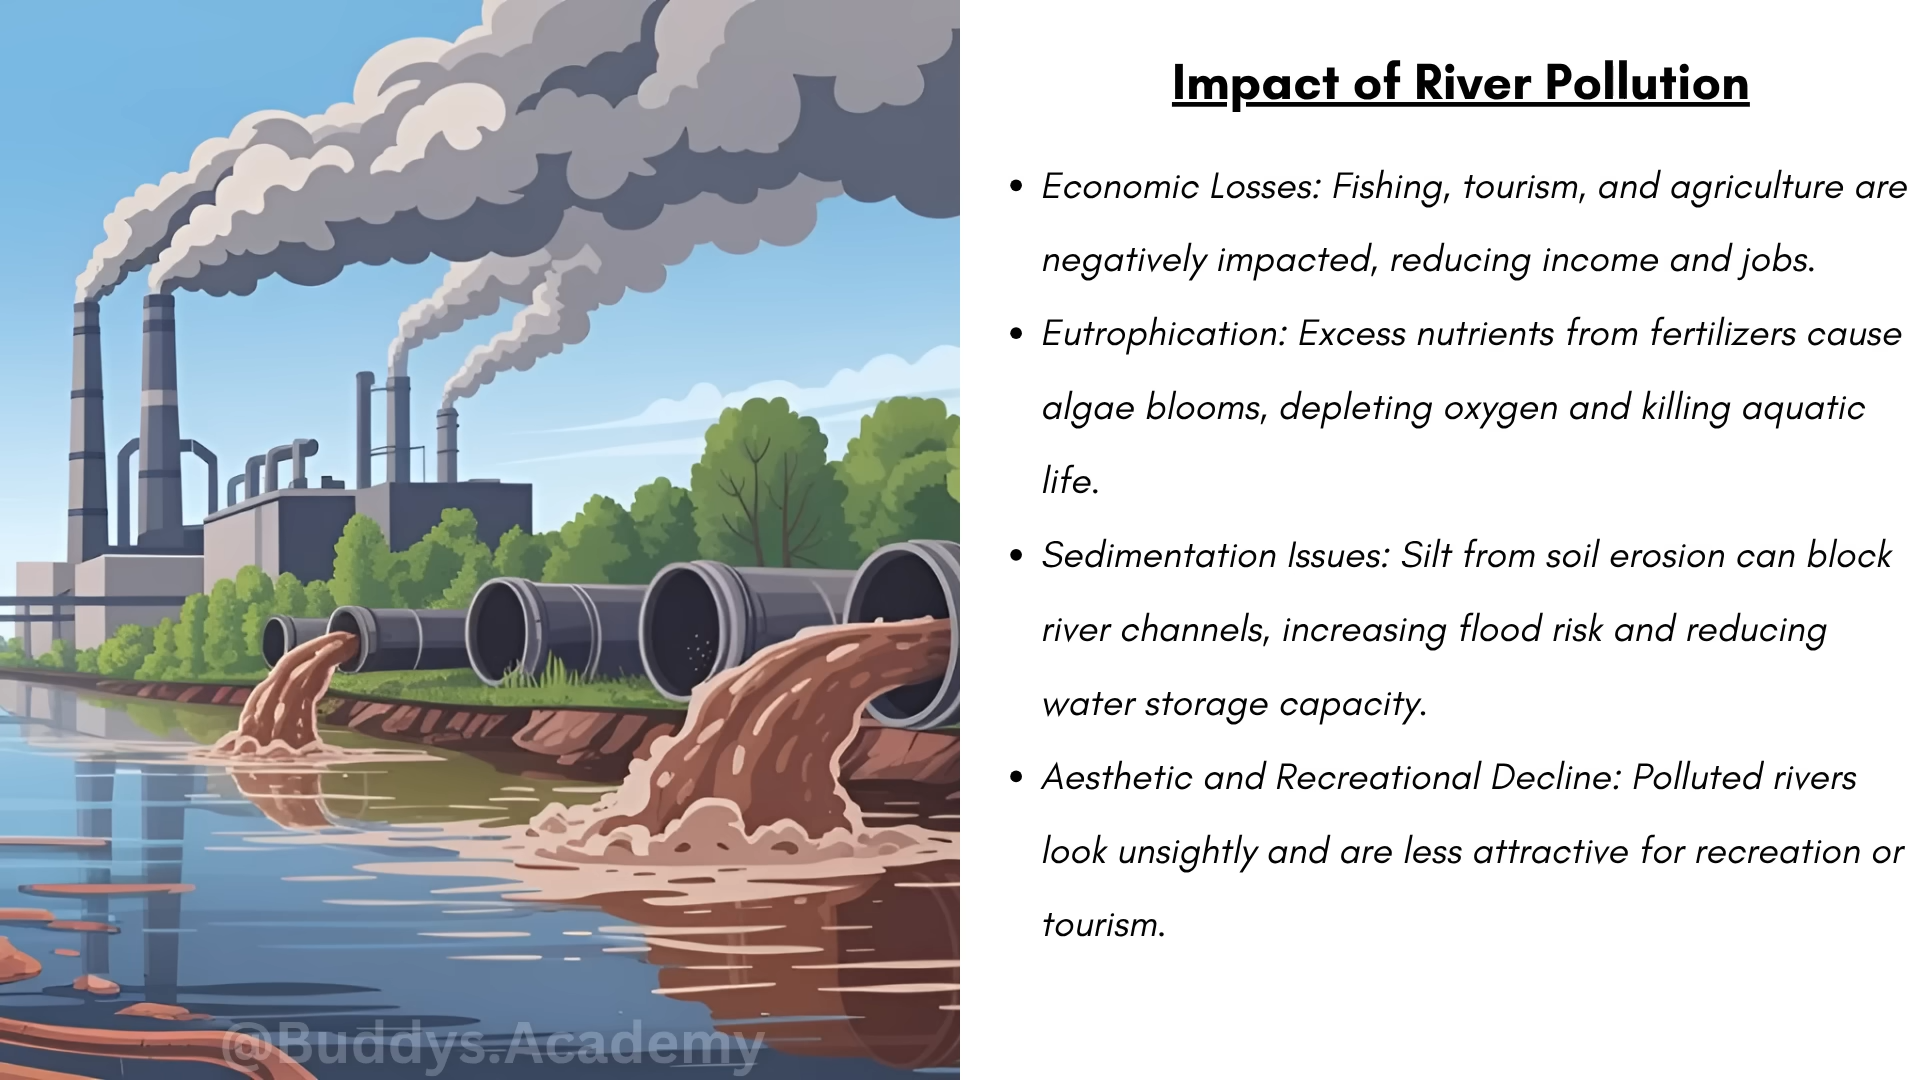 Impact of River Pollution
• Economic Losses: Fishing, tourism, and agriculture are
negatively impacted, reducing income and jobs.
• Eutrophication: Excess nutrients from fertilizers cause
algae blooms, depleting oxygen and killing aquatic
life.
• Sedimentation Issues: Silt from soil erosion can block
river channels, increasing flood risk and reducing
water storage capacity.
• Aesthetic and Recreational Decline: Polluted rivers
look unsightly and are less attractive for recreation or
tourism.
@Buddys.Academy